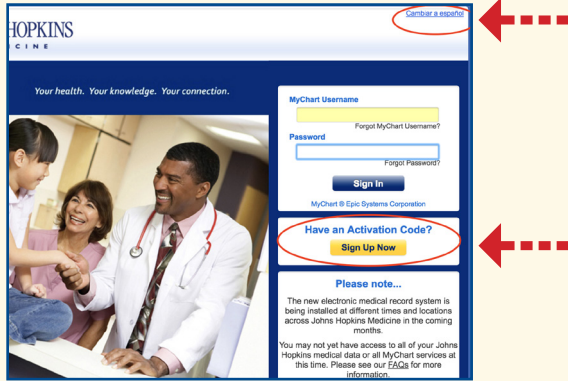 Cambiar a español
HOPKINS
CINE
Your health. Your knowledge. Your connection.
MyChart Username
Forgot MyChart Username?
Password
Forgot Password?
Sign In
MyChart ® Epic Systems Corporation
Have an Activation Code?
Sign Up Now
Please note...
The new electronic medical record system is
being installed at different times and locations
across Johns Hopkins Medicine in the coming
months.
You may not yet have access to all of your Johns
Hopkins medical data or all MyChart services at
this time. Please see our FAQs for more
information.